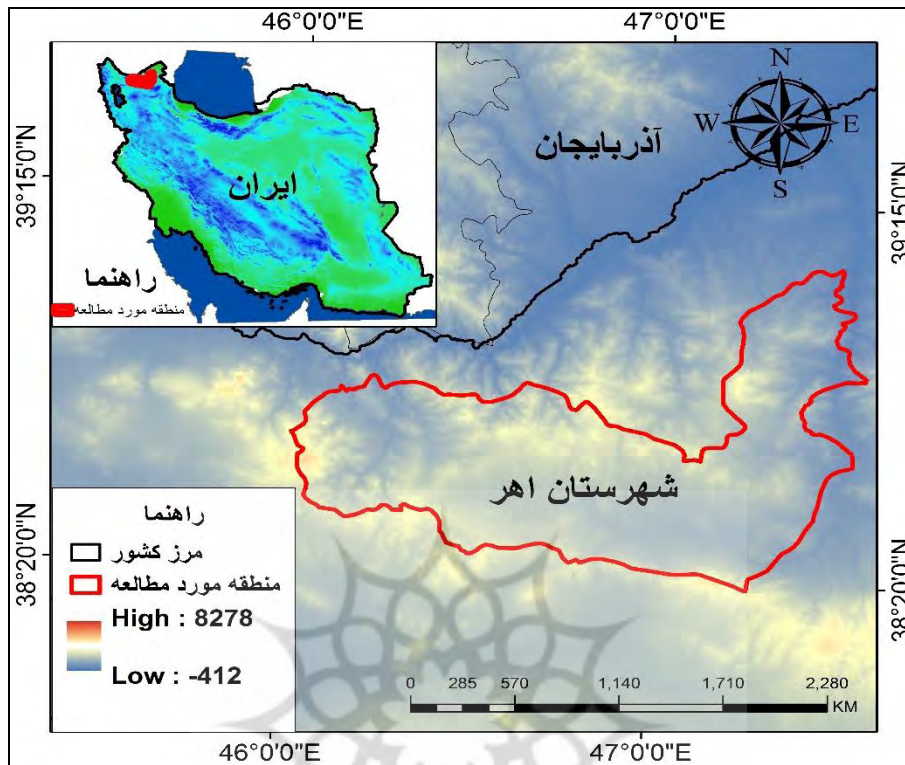 46°0'0"E
47°0'0"E
39°15'0"N
39°15'0"N
ایران
راهنما
منطقه مورد مطالعه
آذربایجان
N
W
E
S
شهرستان اهر
38°20'0"N
38°20'0"N
راهنما
مرز کشور
منطقه مورد مطالعه
High : 8278
Low : -412
0 285 570 1,140 1,710 2,280
KM
46°0'0"E
47°0'0"E